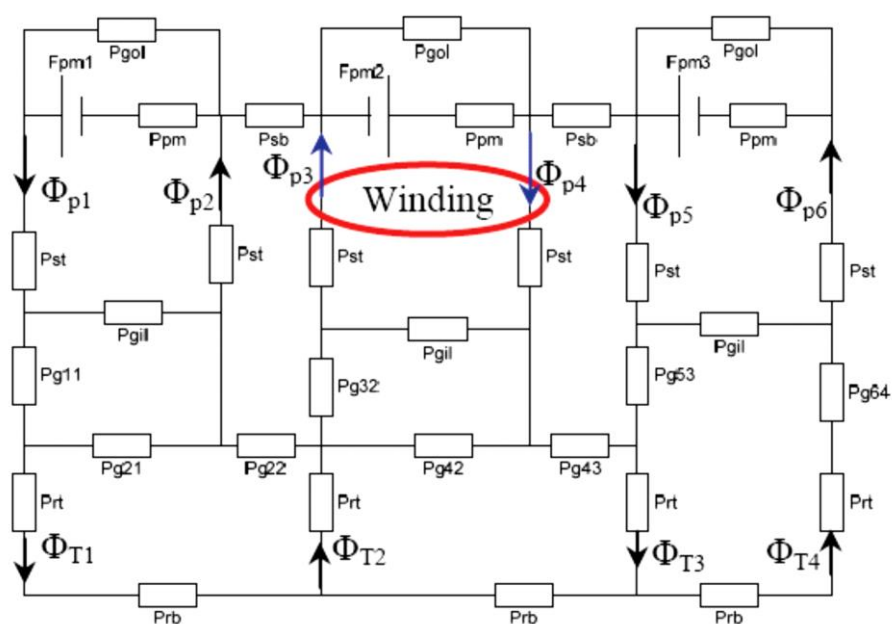 Pgol Pgol Pgol
Fpm1 Fpm2 Fpm3
Ppm Psb Ppm Psb Ppm
Φp1 Φp2 Φp3 Winding Φp4 Φp5 Φp6
Pst Pst Pst Pst Pst Pst
Pgil Pgil Pgil
Pg11 Pg32 Pg53 Pg64
Pg21 Pg22 Pg42 Pg43
Prt Prt Prt Prt
ΦT1 ΦT2 ΦT3 ΦT4
Prb Prb Prb